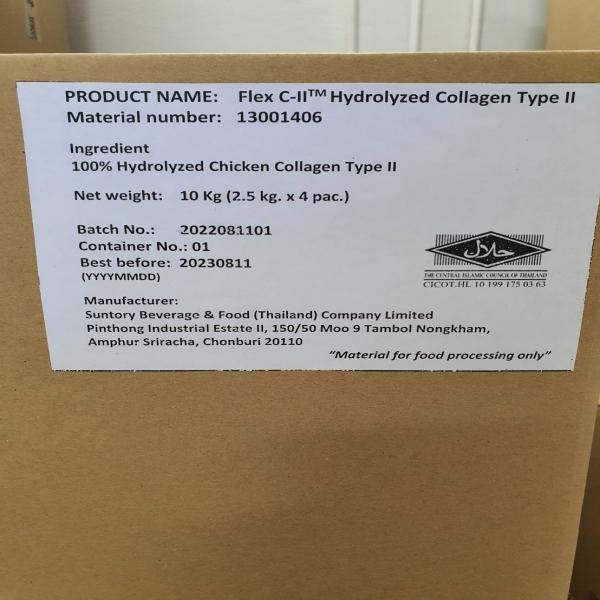 PRODUCT NAME: Flex C-II™ Hydrolyzed Collagen Type II
Material number: 13001406
Ingredient
100% Hydrolyzed Chicken Collagen Type II
Net weight: 10 Kg (2.5 kg. x 4 pac.)
Batch No.: 2022081101
Container No.: 01
Best before: 20230811
(YYYYMMDD)
حلال
THE CENTRAL ISLAMIC COUNCIL OF THAILAND
CICOT.HL 10 199 175 03 63
Manufacturer:
Suntory Beverage & Food (Thailand) Company Limited
Pinthong Industrial Estate II, 150/50 Moo 9 Tambol Nongkham,
Amphur Sriracha, Chonburi 20110
“Material for food processing only”